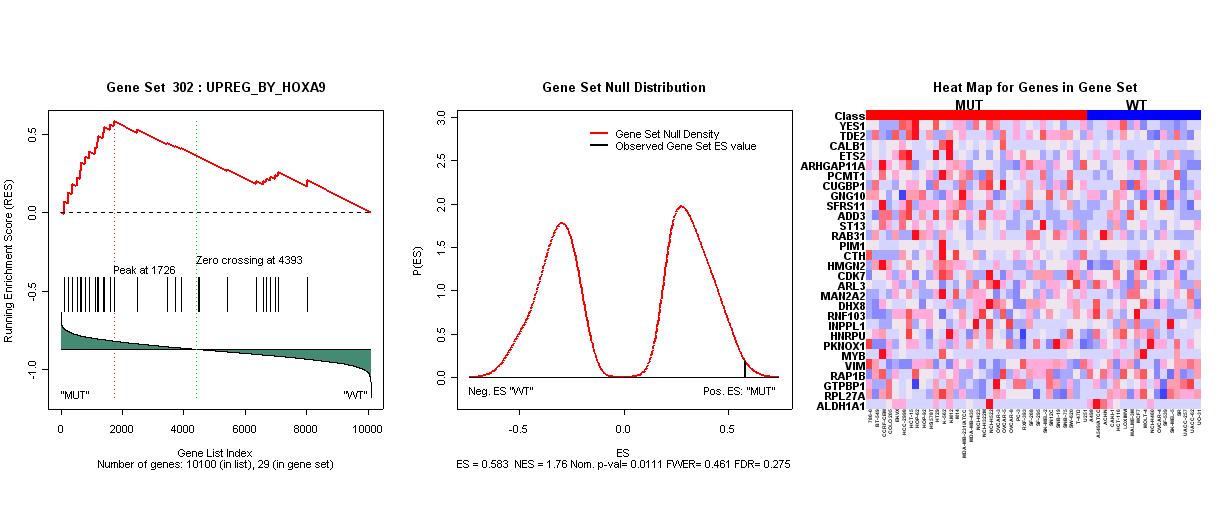 Gene Set 302 : UPREG_BY_HOXA9
Running Enrichment Score (RES)
0.5
0.0
-0.5
-1.0
Peak at 1726
Zero crossing at 4393
"MUT"
"WT"
0
2000
4000
6000
8000
10000
Gene List Index
Number of genes: 10100 (in list), 29 (in gene set)
Gene Set Null Distribution
P(ES)
3.0
2.5
2.0
1.5
1.0
0.5
0.0
Gene Set Null Density
Observed Gene Set ES value
Neg. ES "WT"
Pos. ES: "MUT"
-0.5
0.0
0.5
ES
ES = 0.583 NES = 1.76 Nom. p-val= 0.0111 FWER= 0.461 FDR= 0.275
Heat Map for Genes in Gene Set
MUT
WT
Class
YES1
TDE2
CALB1
ETS2
ARHGAP11A
PCMT1
CUGBP1
GNG10
SFRS11
ADD3
ST13
RAB31
PIM1
CTH
HMGN2
CDK7
ARL3
MAN2A2
DHX8
RNF103
INPPL1
HNRPU
PKNOX1
MYB
VIM
RAP1B
GTPBP1
RPL27A
ALDH1A1